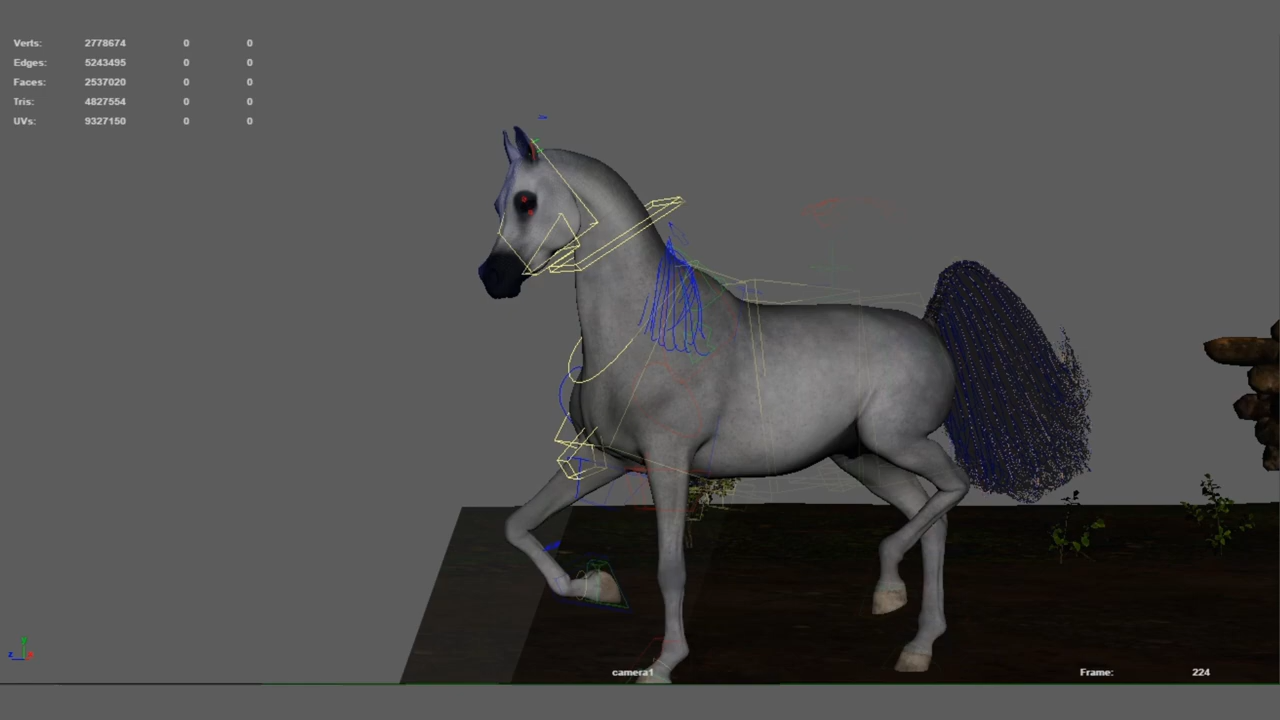 Verts: 2778674 0 0
Edges: 5243495 0 0
Faces: 2537020 0 0
Tris: 4827554 0 0
UVs: 9327150 0 0
camera1 Frame: 224